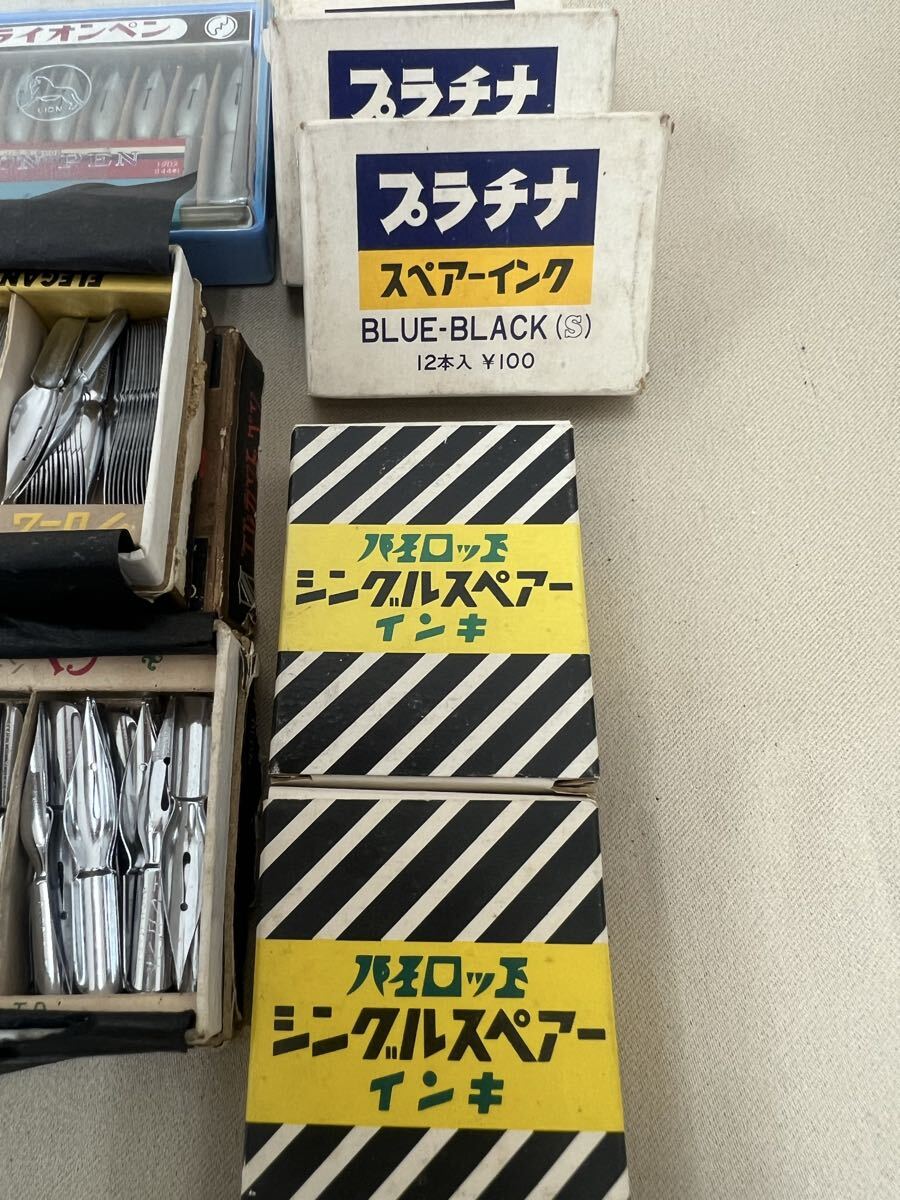 ライオンペン
LION
N PEN
プラチナ
プラチナ
スペアーインク
BLUE-BLACK (S)
12本入 ¥100
ELEGAN
パイロット
シングルスペアー
インキ
パイロット
シングルスペアー
インキ